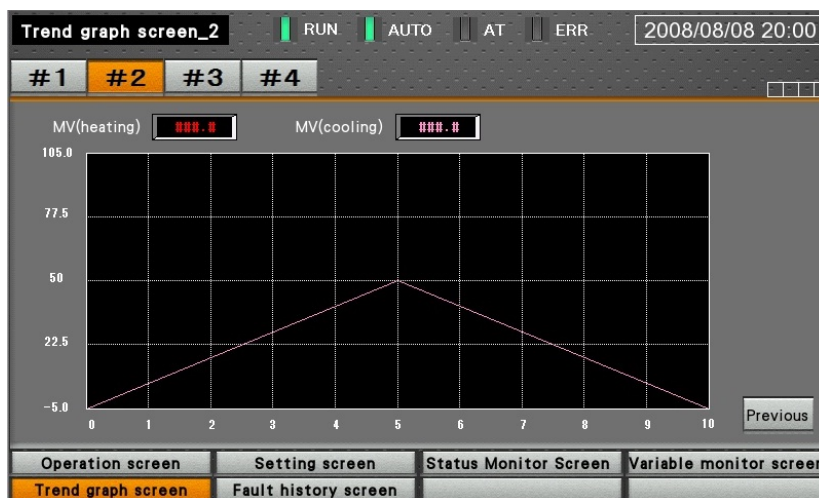 Trend graph screen_2 RUN AUTO AT ERR 2008/08/08 20:00
#1 #2 #3 #4
MV(heating) ###.# MV(cooling) ###.#
105.0
77.5
50
22.5
-5.0
0 1 2 3 4 5 6 7 8 9 10
Previous
Operation screen Setting screen Status Monitor Screen Variable monitor screen
Trend graph screen Fault history screen